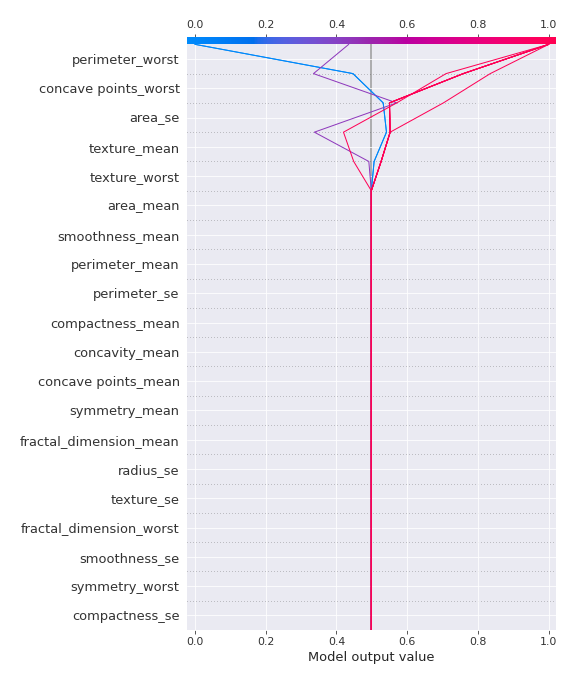 0.0 0.2 0.4 0.6 0.8 1.0
perimeter_worst
concave points_worst
area_se
texture_mean
texture_worst
area_mean
smoothness_mean
perimeter_mean
perimeter_se
compactness_mean
concavity_mean
concave points_mean
symmetry_mean
fractal_dimension_mean
radius_se
texture_se
fractal_dimension_worst
smoothness_se
symmetry_worst
compactness_se
0.0 0.2 0.4 0.6 0.8 1.0
Model output value